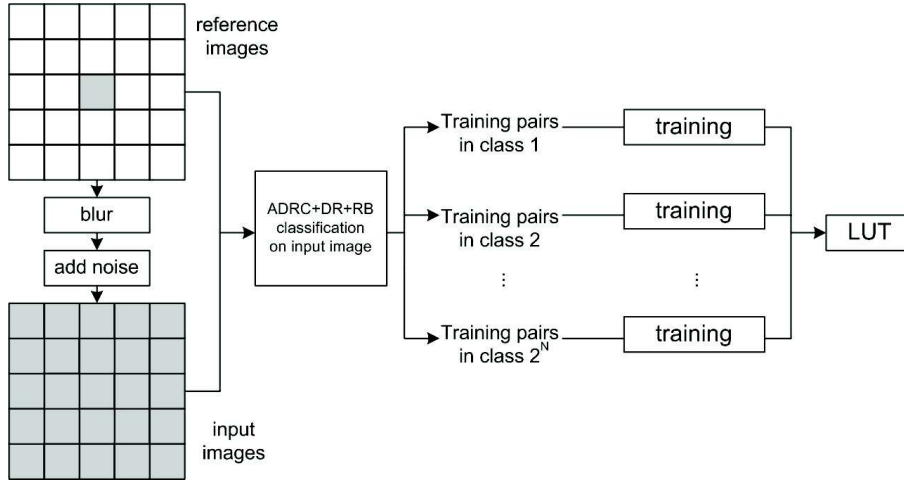 reference
images
blur
add noise
input
images
ADRC+DR+RB
classification
on input image
Training pairs
in class 1
training
Training pairs
in class 2
training
⋮
⋮
Training pairs
in class 2^N
training
LUT